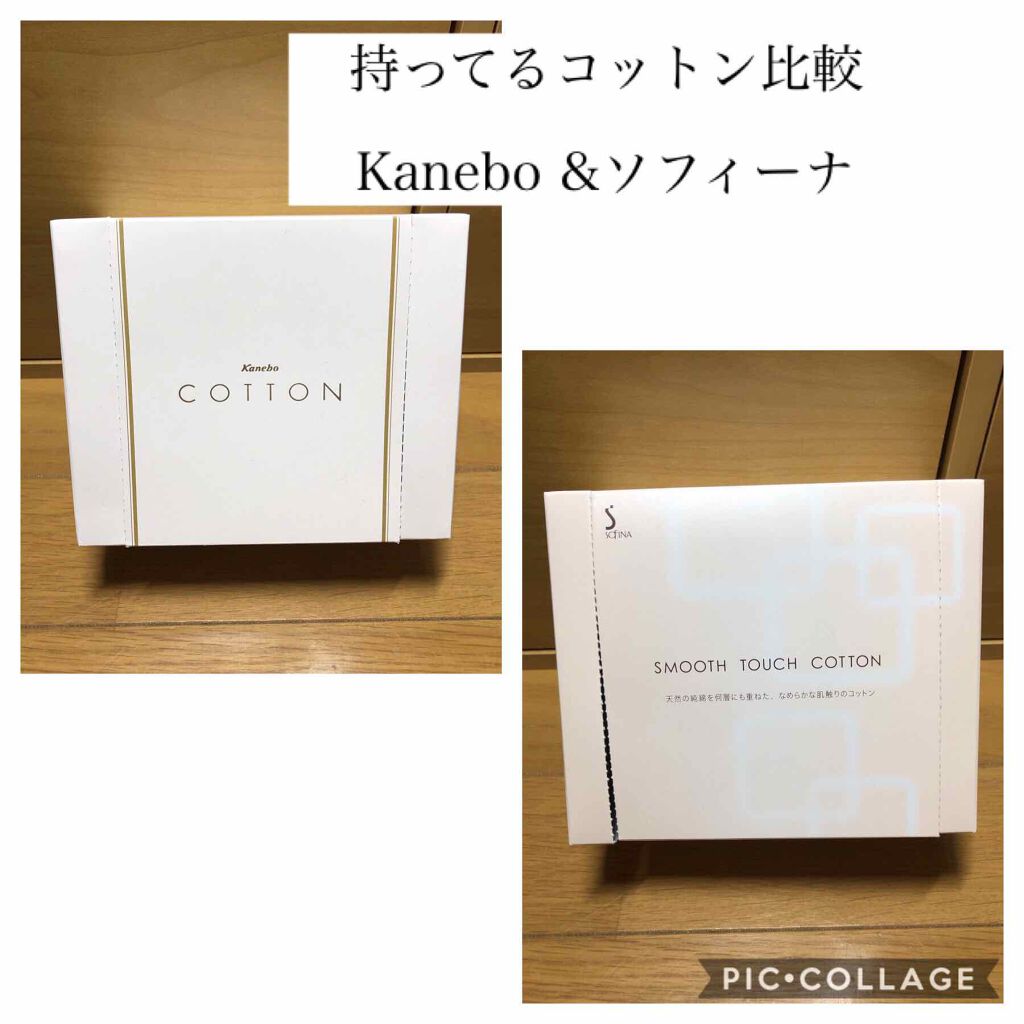 持ってるコットン比較
Kanebo &ソフィーナ
Kanebo
COTTON
SOFINA
SMOOTH TOUCH COTTON
天然の純綿を何層にも重ねた、なめらかな肌触りのコットン
PIC•COLLAGE